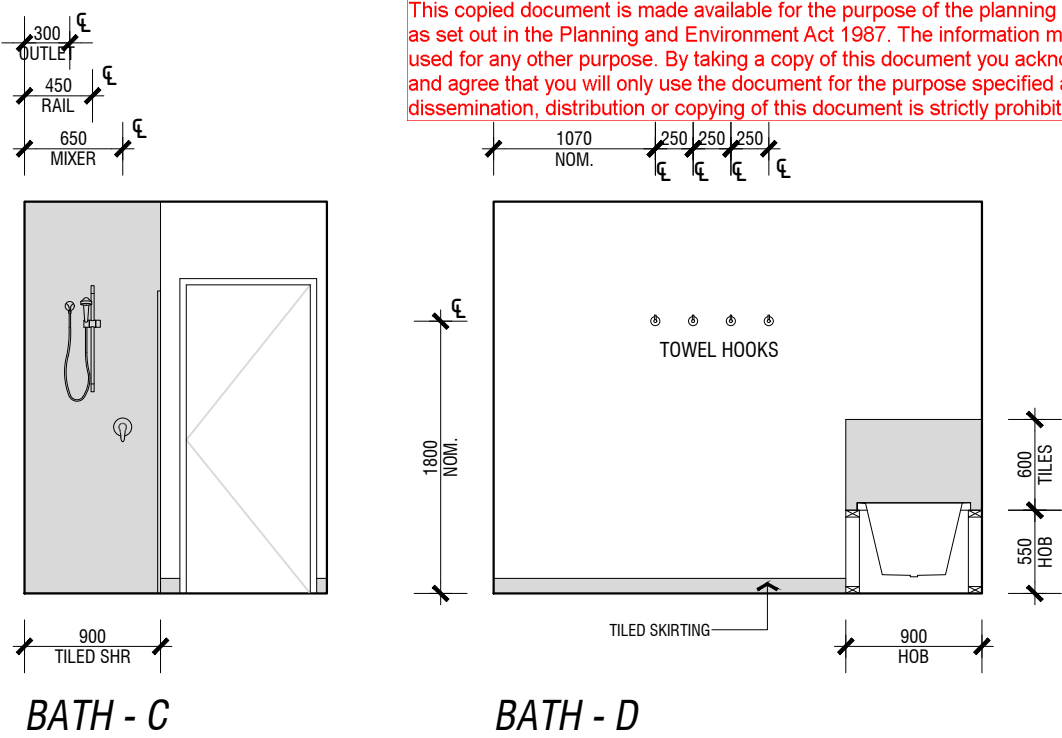 This copied document is made available for the purpose of the planning
as set out in the Planning and Environment Act 1987. The information
used for any other purpose. By taking a copy of this document you
and agree that you will only use the document for the purpose specified
dissemination, distribution or copying of this document is strictly
300 ℄
OUTLET
450 ℄
RAIL
650 ℄
MIXER
1070 250 250 250
NOM.
℄ ℄ ℄ ℄
℄
TOWEL HOOKS
1800
NOM.
600
TILES
550
HOB
TILED SKIRTING
900
TILED SHR
900
HOB
BATH - C
BATH - D